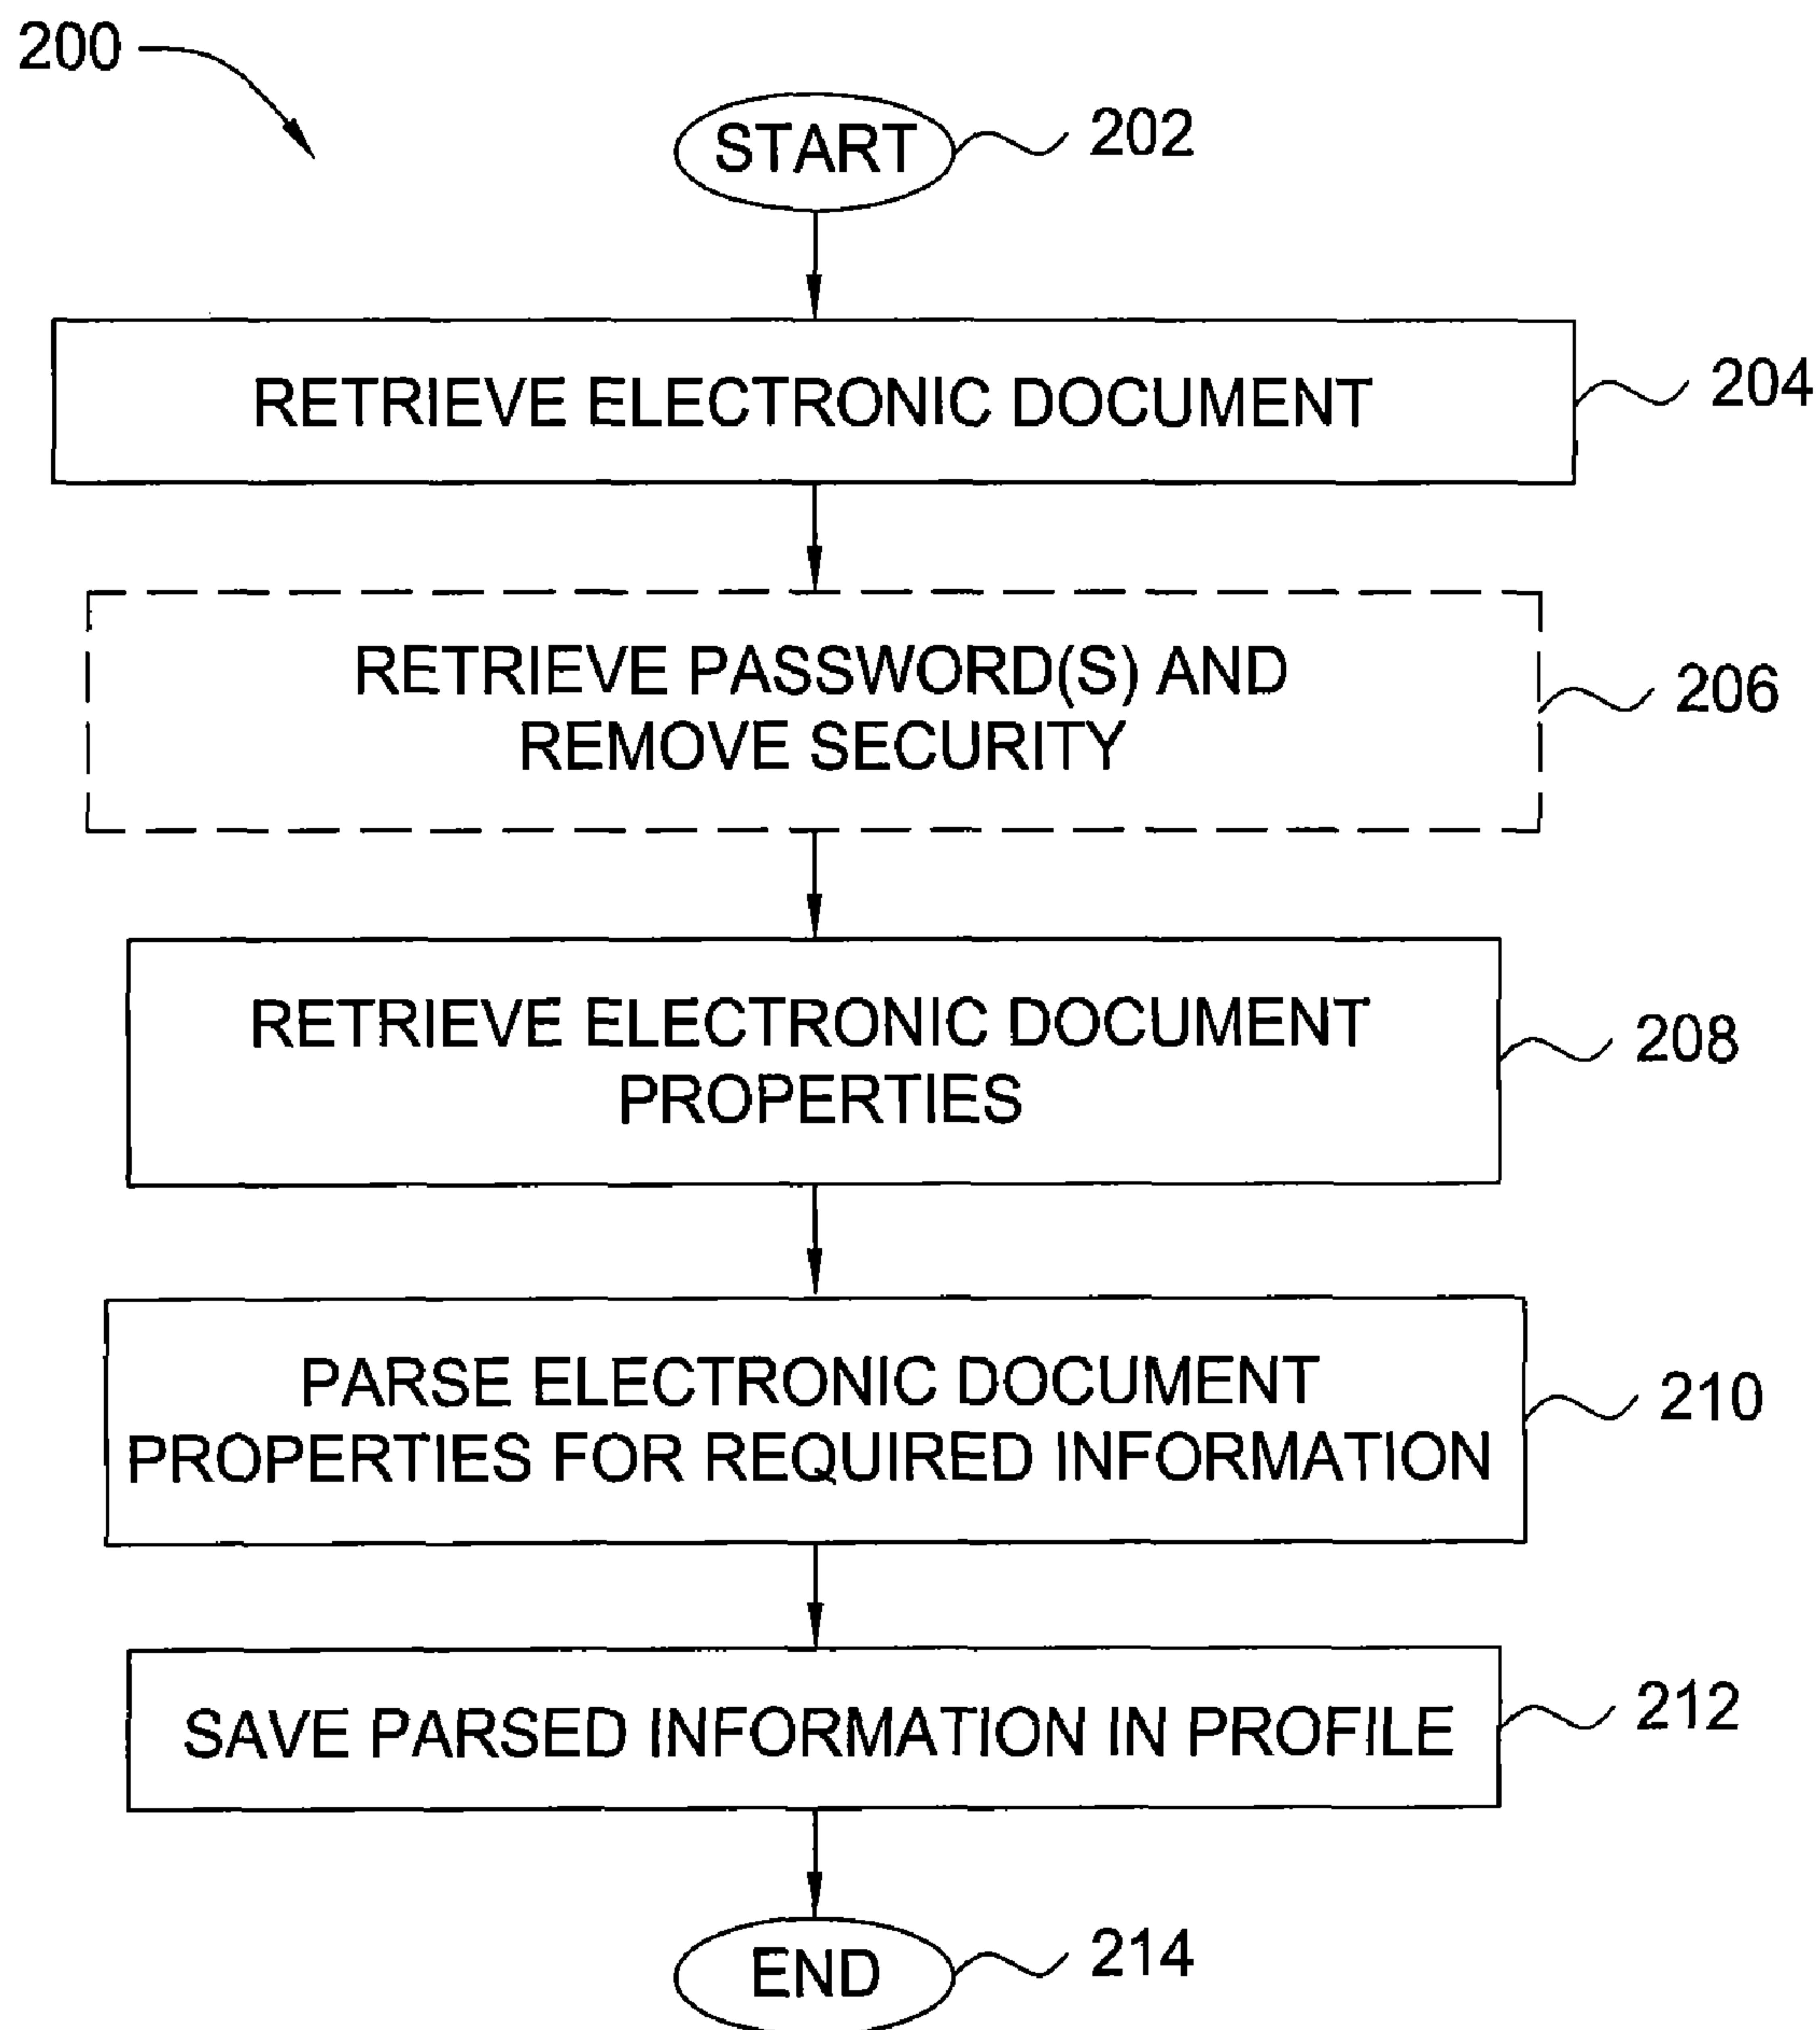 200
START
202
RETRIEVE ELECTRONIC DOCUMENT
204
RETRIEVE PASSWORD(S) AND
REMOVE SECURITY
206
RETRIEVE ELECTRONIC DOCUMENT
PROPERTIES
208
PARSE ELECTRONIC DOCUMENT
PROPERTIES FOR REQUIRED INFORMATION
210
SAVE PARSED INFORMATION IN PROFILE
212
END
214